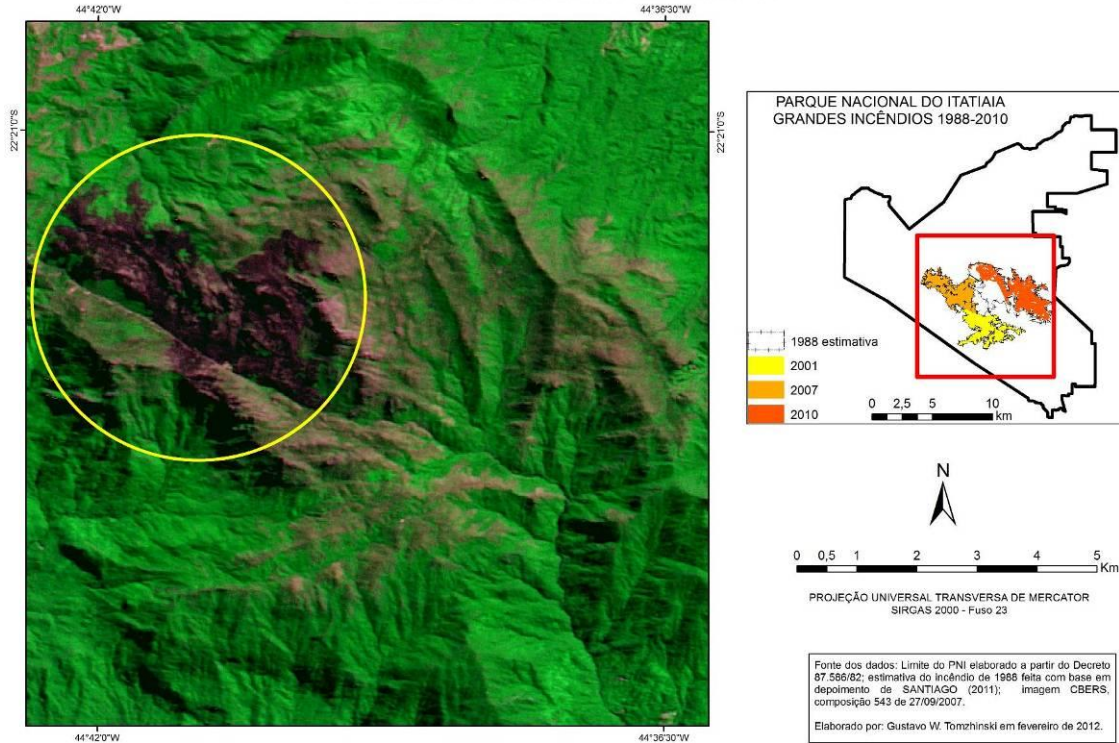 44°42'0"W
44°36'30"W
22°21'0"S
22°21'0"S
44°42'0"W
44°36'30"W
PARQUE NACIONAL DO ITATIAIA
GRANDES INCÊNDIOS 1988-2010
1988 estimativa
2001
2007
2010
0 2,5 5 10
km
N
0 0,5 1 2 3 4 5
Km
PROJEÇÃO UNIVERSAL TRANSVERSA DE MERCATOR
SIRGAS 2000 - Fuso 23
Fonte dos dados: Limite do PNI elaborado a partir do Decreto
87.586/82; estimativa do incêndio de 1988 feita com base em
depoimento de SANTIAGO (2011); imagem CBERS,
composição 543 de 27/09/2007.
Elaborado por: Gustavo W. Tomzhinski em fevereiro de 2012.